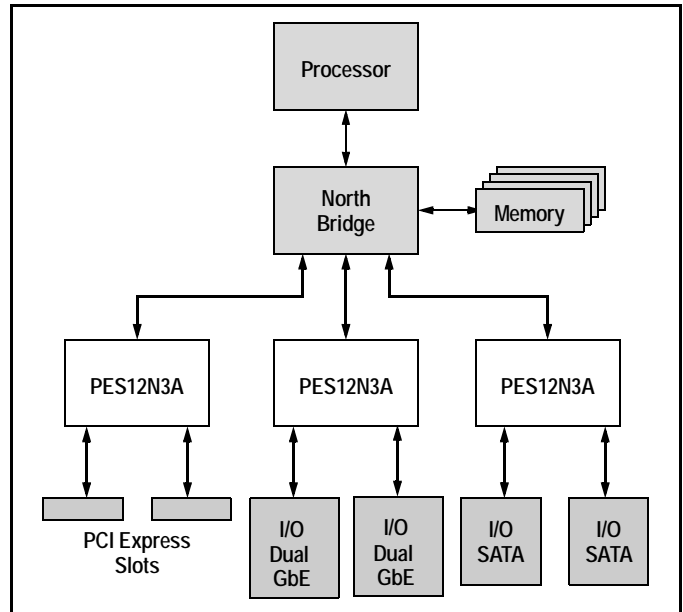 Processor
North
Bridge
Memory
PES12N3A
PES12N3A
PES12N3A
PCI Express
Slots
I/O
Dual
GbE
I/O
Dual
GbE
I/O
SATA
I/O
SATA